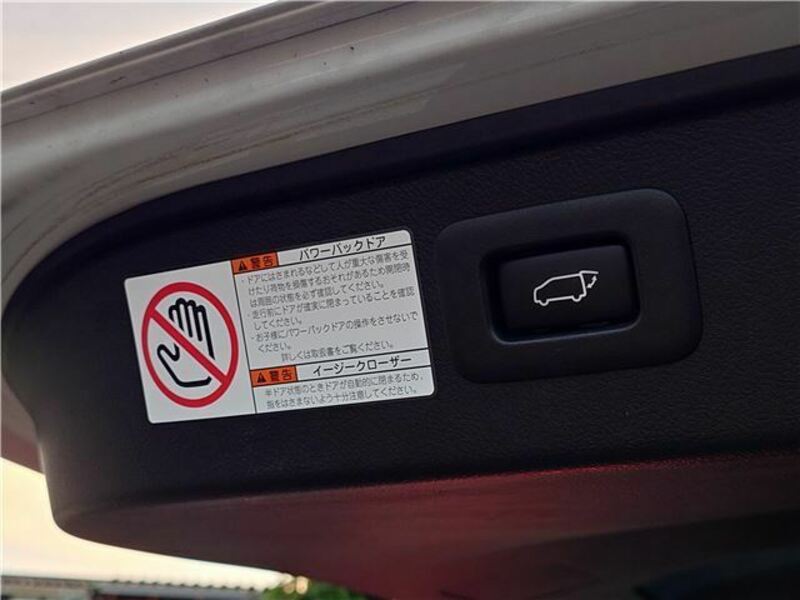 警告 パワーバックドア
・ドアにはさまれるなどして人が重大な傷害を受
けたり荷物を損傷するおそれがあるため開閉時
は周囲の状態を必ず確認してください。
・走行前にドアが確実に閉まっていることを確認
してください。
・お子様にパワーバックドアの操作をさせないで
ください。
詳しくは取扱書をご覧ください。
警告 イージークローザー
半ドア状態のときドアが自動的に閉まるため、
指をはさまないよう十分注意してください。